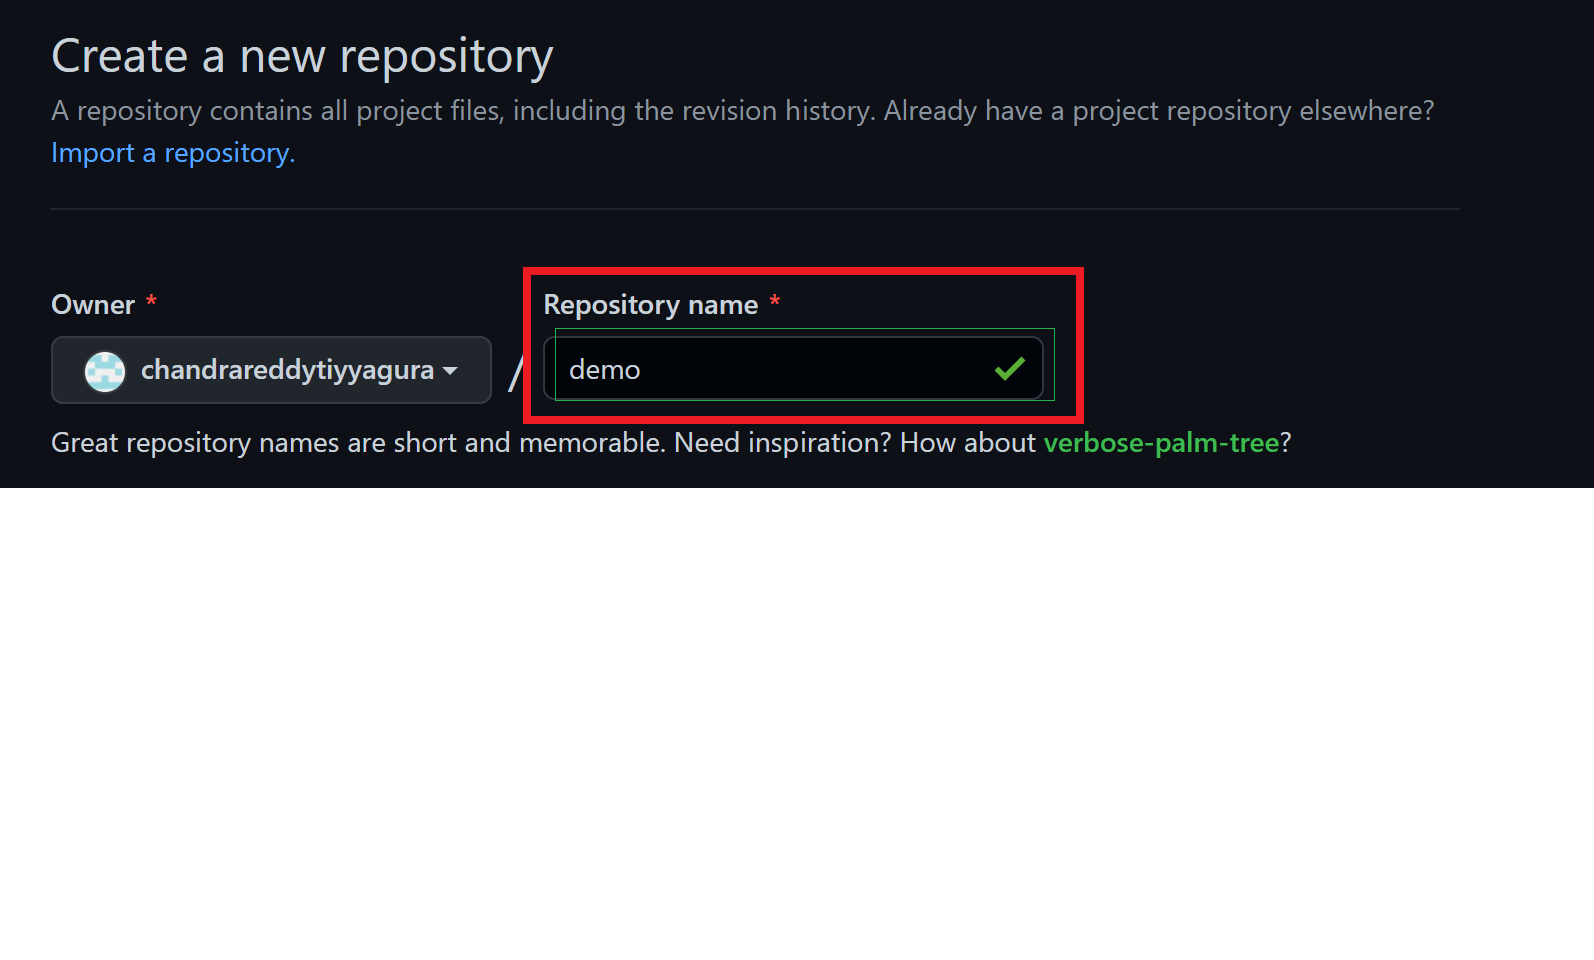 Create a new repository
A repository contains all project files, including the revision history. Already have a project repository elsewhere?
Import a repository.
Owner * Repository name *
chandrareddytiyyagura / demo
Great repository names are short and memorable. Need inspiration? How about verbose-palm-tree?